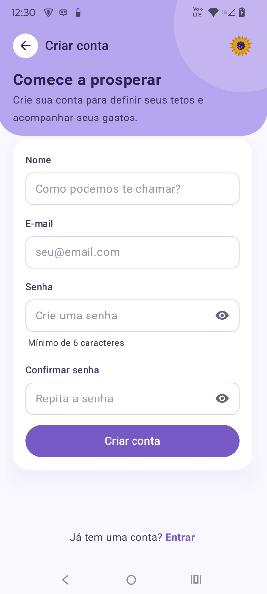 12:30
Criar conta
Comece a prosperar
Crie sua conta para definir seus tetos e
acompanhar seus gastos.
Nome
Como podemos te chamar?
E-mail
seu@email.com
Senha
Crie uma senha
Mínimo de 6 caracteres
Confirmar senha
Repita a senha
Criar conta
Já tem uma conta? Entrar